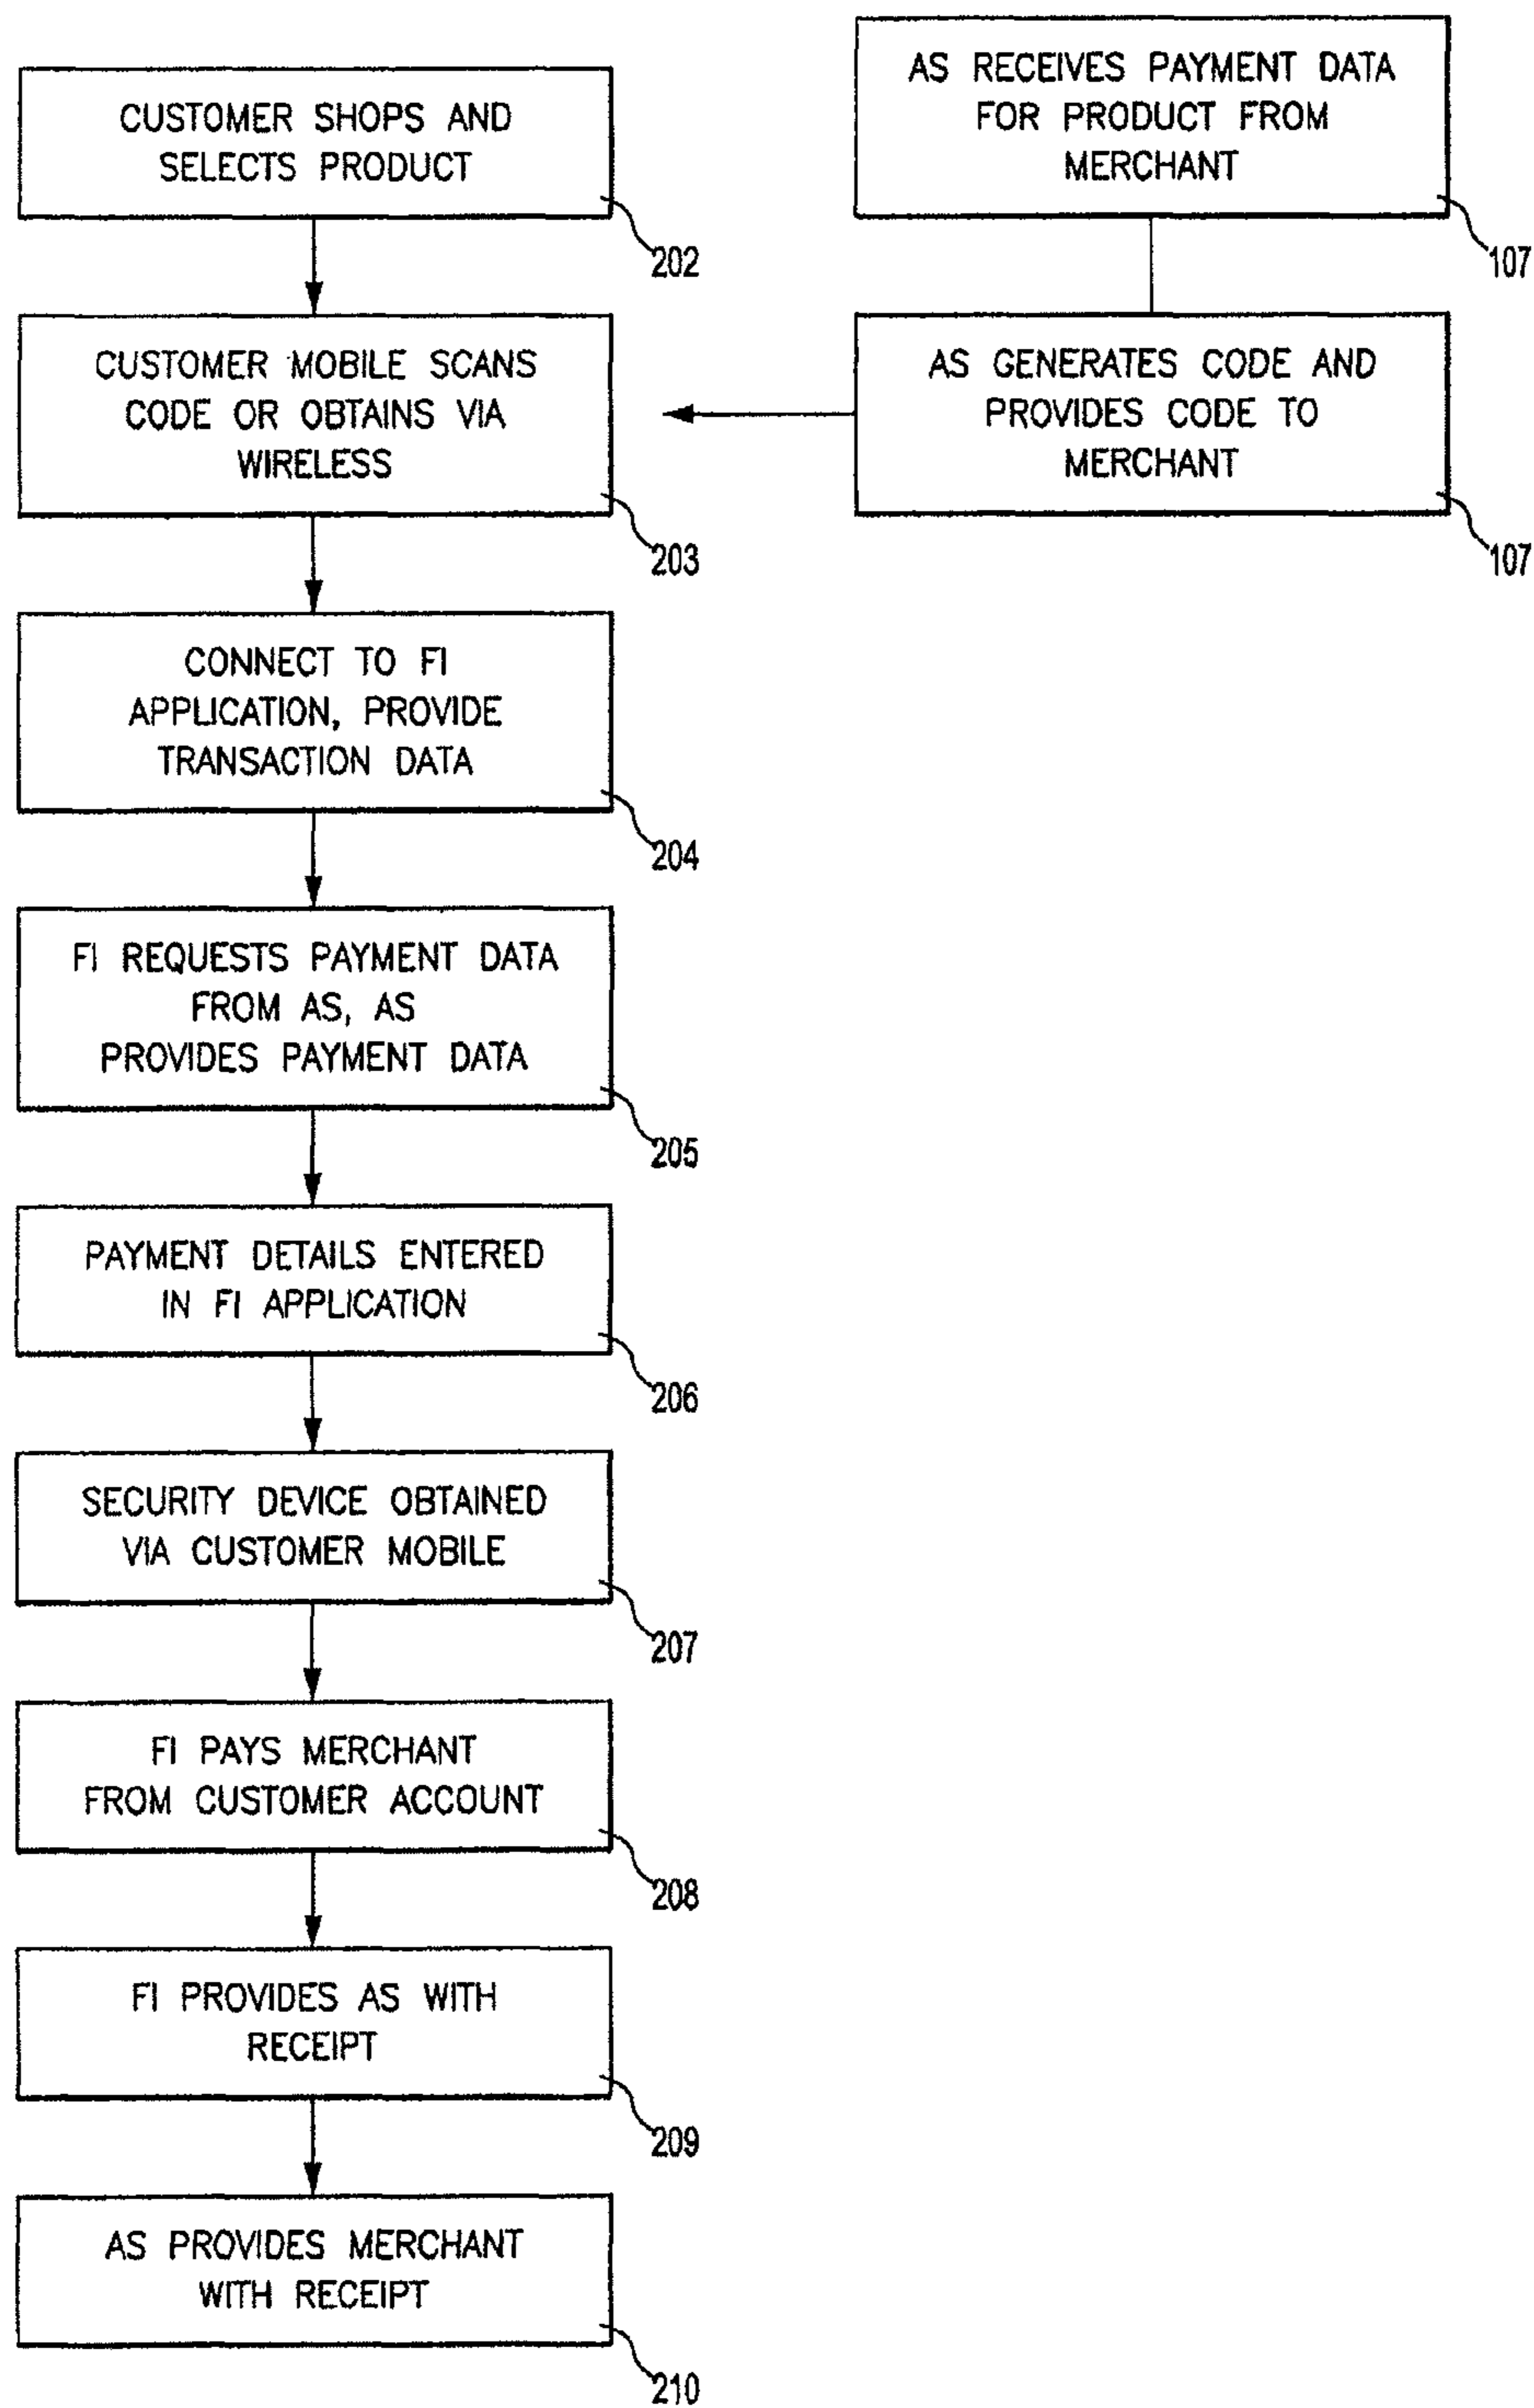 CUSTOMER SHOPS AND
SELECTS PRODUCT
202
AS RECEIVES PAYMENT DATA
FOR PRODUCT FROM
MERCHANT
107
CUSTOMER MOBILE SCANS
CODE OR OBTAINS VIA
WIRELESS
203
AS GENERATES CODE AND
PROVIDES CODE TO
MERCHANT
107
CONNECT TO FI
APPLICATION, PROVIDE
TRANSACTION DATA
204
FI REQUESTS PAYMENT DATA
FROM AS, AS
PROVIDES PAYMENT DATA
205
PAYMENT DETAILS ENTERED
IN FI APPLICATION
206
SECURITY DEVICE OBTAINED
VIA CUSTOMER MOBILE
207
FI PAYS MERCHANT
FROM CUSTOMER ACCOUNT
208
FI PROVIDES AS WITH
RECEIPT
209
AS PROVIDES MERCHANT
WITH RECEIPT
210